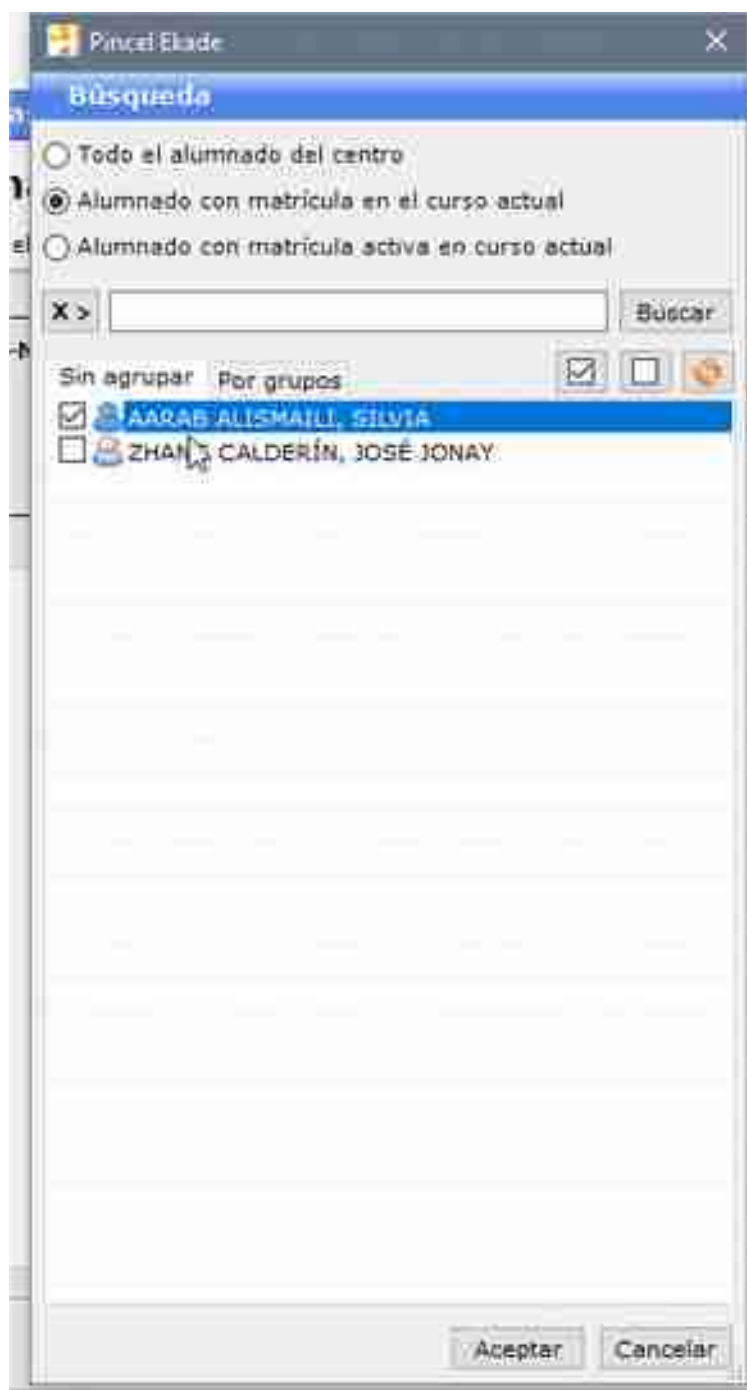 Pincel Ekade
Búsqueda
Todo el alumnado del centro
Alumnado con matrícula en el curso actual
Alumnado con matrícula activa en curso actual
X > Buscar
Sin agrupar Por grupos
AARAB ALISMAILI, SILVIA
CALDERÍN, JOSÉ JONAY
Aceptar Cancelar